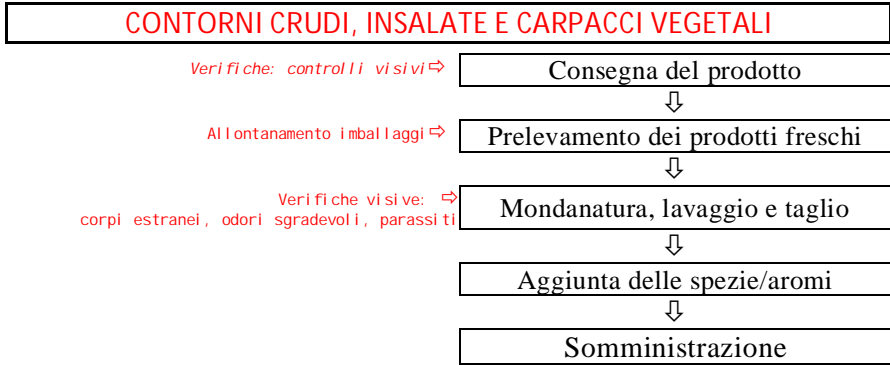 CONTORNI CRUDI, INSALATE E CARPACCI VEGETALI
Verifiche: controlli visivi⇨
Consegna del prodotto
⇩
Allontanamento imballaggi⇨
Prelevamento dei prodotti freschi
⇩
Verifiche visive: ⇨
corpi estranei, odori sgradevoli, parassiti
Mondanatura, lavaggio e taglio
⇩
Aggiunta delle spezie/aromi
⇩
Somministrazione